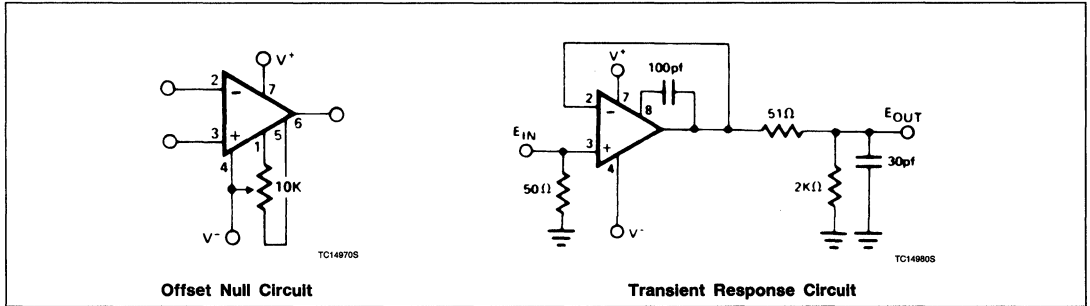 V+
2
7
−
3
+
5
6
1
4
10K
V-
TC14970S
Offset Null Circuit
V+
100pf
2
7
8
−
51Ω
EOUT
EIN
3
+
4
50Ω
2KΩ
30pf
V-
TC14980S
Transient Response Circuit